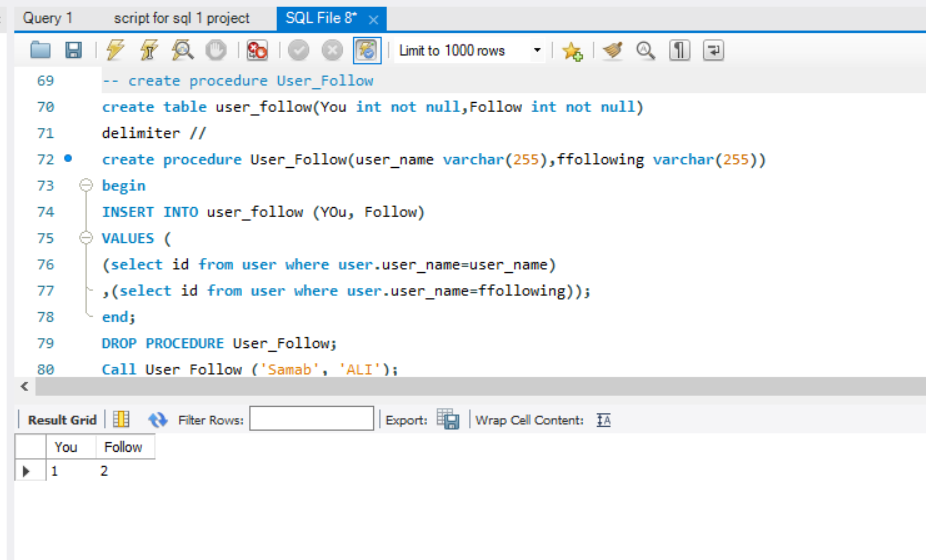 Query 1 script for sql 1 project SQL File 8* ×
Limit to 1000 rows
69 -- create procedure User_Follow
70 create table user_follow(You int not null,Follow int not null)
71 delimiter //
72 create procedure User_Follow(user_name varchar(255),ffollowing varchar(255))
73 begin
74 INSERT INTO user_follow (YOu, Follow)
75 VALUES (
76 (select id from user where user.user_name=user_name)
77 ,(select id from user where user.user_name=ffollowing));
78 end;
79 DROP PROCEDURE User_Follow;
80 Call User_Follow ('Samab', 'ALI');
Result Grid Filter Rows: Export: Wrap Cell Content: IA
You Follow
1 2